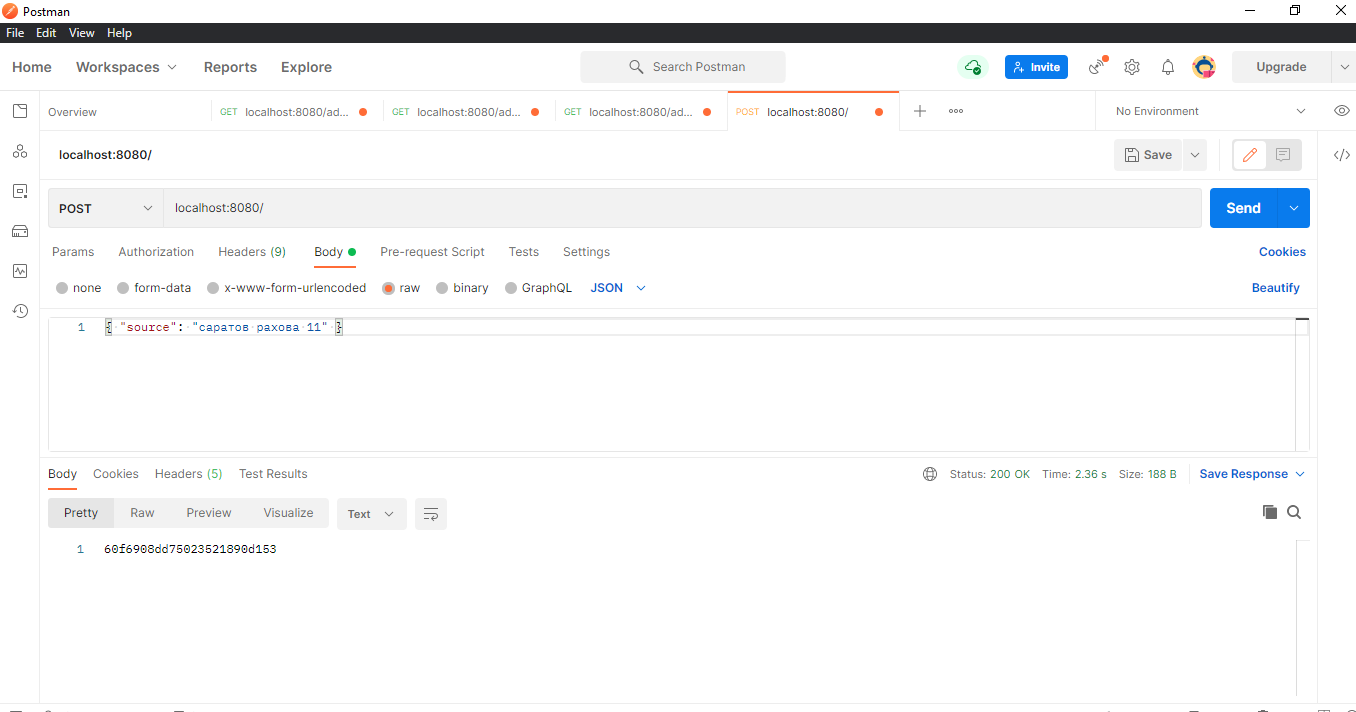 Postman
File Edit View Help
Home Workspaces Reports Explore Search Postman Invite Upgrade
Overview GET localhost:8080/ad... GET localhost:8080/ad... GET localhost:8080/ad... POST localhost:8080/ No Environment
localhost:8080/ Save
POST localhost:8080/ Send
Params Authorization Headers (9) Body Pre-request Script Tests Settings Cookies
none form-data x-www-form-urlencoded raw binary GraphQL JSON Beautify
1 { "source": "саратов рахова 11" }
Body Cookies Headers (5) Test Results Status: 200 OK Time: 2.36 s Size: 188 B Save Response
Pretty Raw Preview Visualize Text
1 60f6908dd75023521890d153